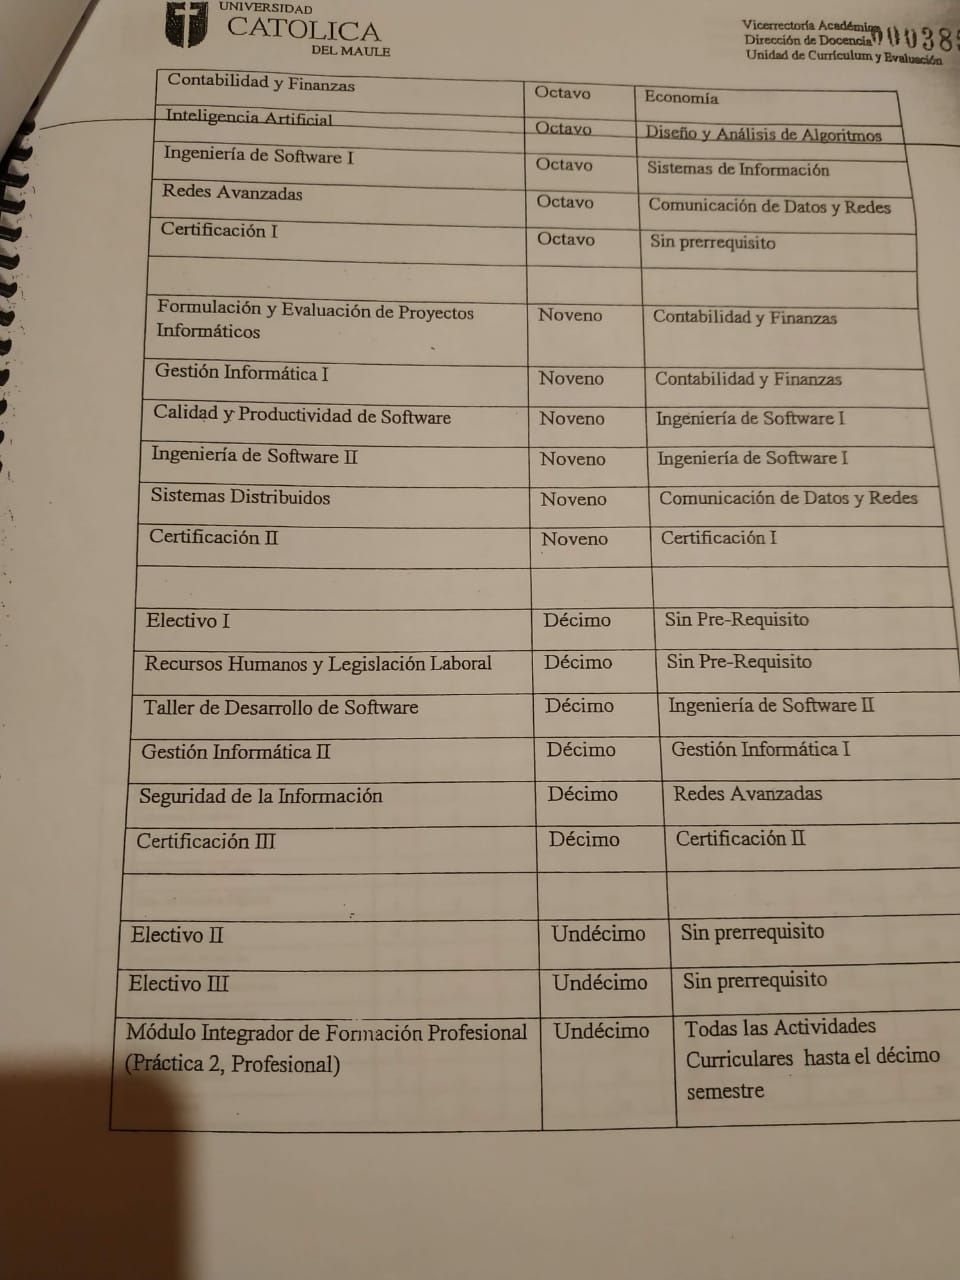 UNIVERSIDAD
CATOLICA
DEL MAULE
Vicerrectoría Académica
Dirección de Docencia
Unidad de Curriculum y Evaluación
Contabilidad y Finanzas Octavo Economía
Inteligencia Artificial Octavo Diseño y Análisis de Algoritmos
Ingeniería de Software I Octavo Sistemas de Información
Redes Avanzadas Octavo Comunicación de Datos y Redes
Certificación I Octavo Sin prerrequisito
Formulación y Evaluación de Proyectos Noveno Contabilidad y Finanzas
Informáticos
Gestión Informática I Noveno Contabilidad y Finanzas
Calidad y Productividad de Software Noveno Ingeniería de Software I
Ingeniería de Software II Noveno Ingeniería de Software I
Sistemas Distribuidos Noveno Comunicación de Datos y Redes
Certificación II Noveno Certificación I
Electivo I Décimo Sin Pre-Requisito
Recursos Humanos y Legislación Laboral Décimo Sin Pre-Requisito
Taller de Desarrollo de Software Décimo Ingeniería de Software II
Gestión Informática II Décimo Gestión Informática I
Seguridad de la Información Décimo Redes Avanzadas
Certificación III Décimo Certificación II
Electivo II Undécimo Sin prerrequisito
Electivo III Undécimo Sin prerrequisito
Módulo Integrador de Formación Profesional Undécimo Todas las Actividades
(Práctica 2, Profesional) Curriculares hasta el décimo
semestre